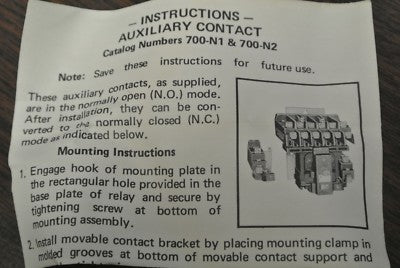 — INSTRUCTIONS —
AUXILIARY CONTACT
Catalog Numbers 700-N1 & 700-N2
Note: Save these instructions for future use.
These auxiliary contacts, as supplied,
are in the normally open (N.O.) mode.
After installation, they can be con-
verted to the normally closed (N.C.)
mode as indicated below.
Mounting Instructions
1. Engage hook of mounting plate in
the rectangular hole provided in the
base plate of relay and secure by
tightening screw at bottom of
mounting assembly.
2. Install movable contact bracket by placing mounting clamp in
molded grooves at bottom of movable contact support and